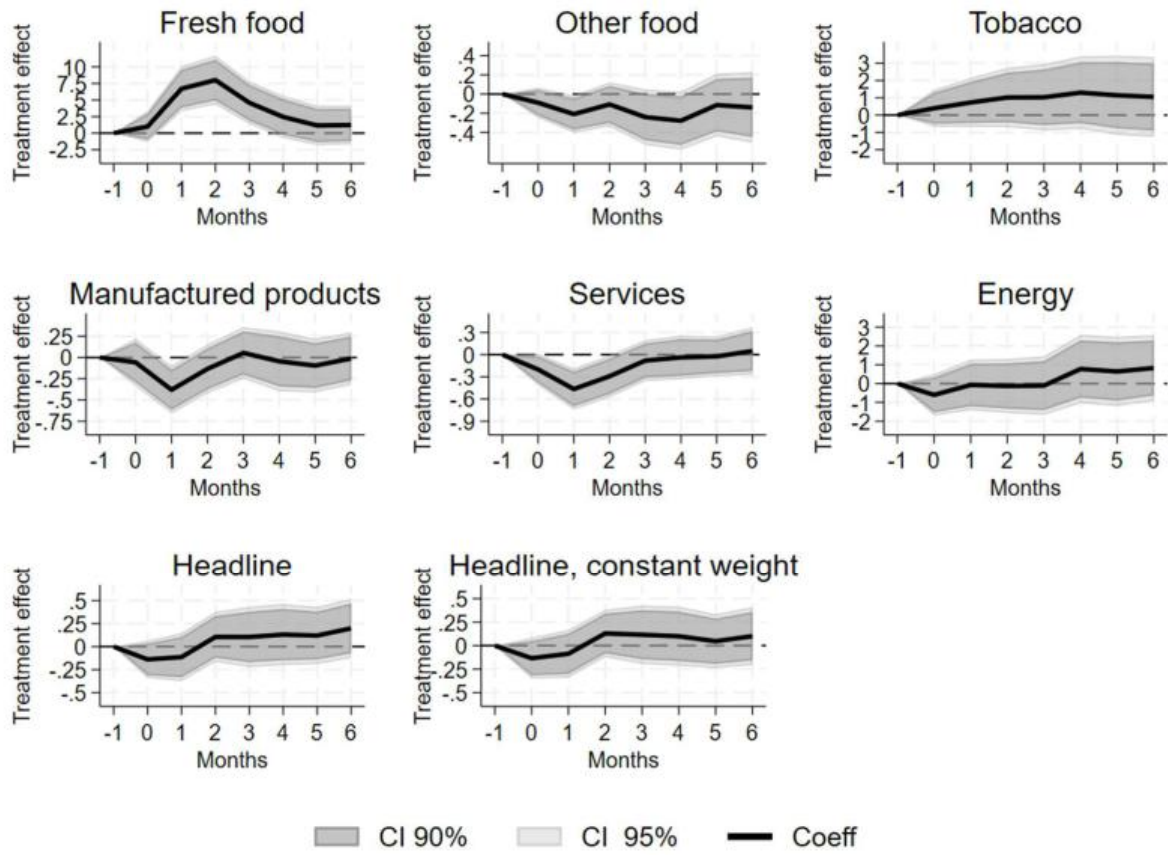 Fresh food
Treatment effect
10
7.5
5
2.5
0
-2.5
-1 0 1 2 3 4 5 6
Months
Other food
Treatment effect
.4
.2
0
-.2
-.4
-1 0 1 2 3 4 5 6
Months
Tobacco
Treatment effect
3
2
1
0
-1
-2
-1 0 1 2 3 4 5 6
Months
Manufactured products
Treatment effect
.25
0
-.25
-.5
-.75
-1 0 1 2 3 4 5 6
Months
Services
Treatment effect
.3
0
-.3
-.6
-.9
-1 0 1 2 3 4 5 6
Months
Energy
Treatment effect
3
2
1
0
-1
-2
-1 0 1 2 3 4 5 6
Months
Headline
Treatment effect
.5
.25
0
-.25
-.5
-1 0 1 2 3 4 5 6
Months
Headline, constant weight
Treatment effect
.5
.25
0
-.25
-.5
-1 0 1 2 3 4 5 6
Months
CI 90% CI 95% Coeff